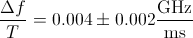 Δf/T = 0.004 ± 0.002 GHz/ms